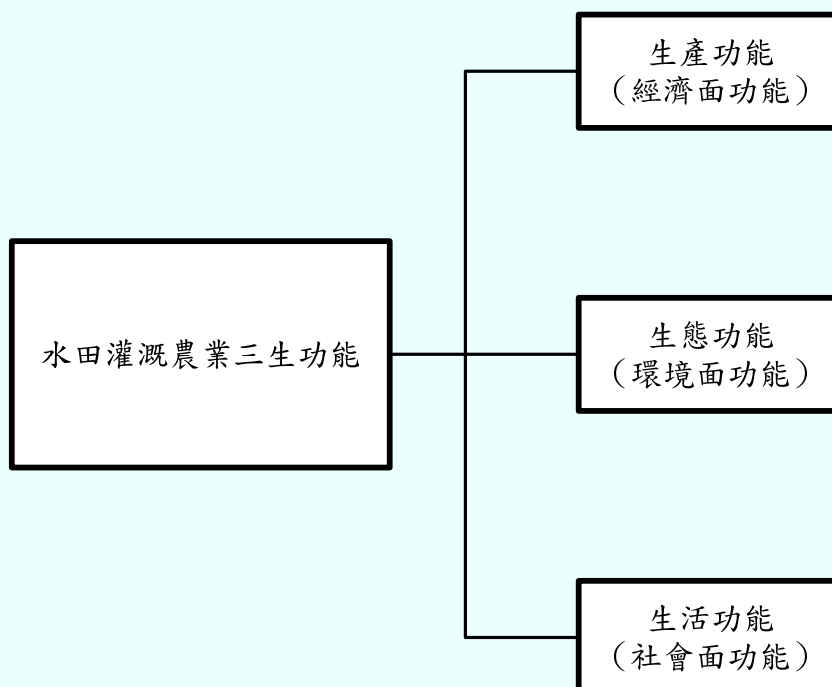 水田灌溉農業三生功能
生產功能
（經濟面功能）
生態功能
（環境面功能）
生活功能
（社會面功能）